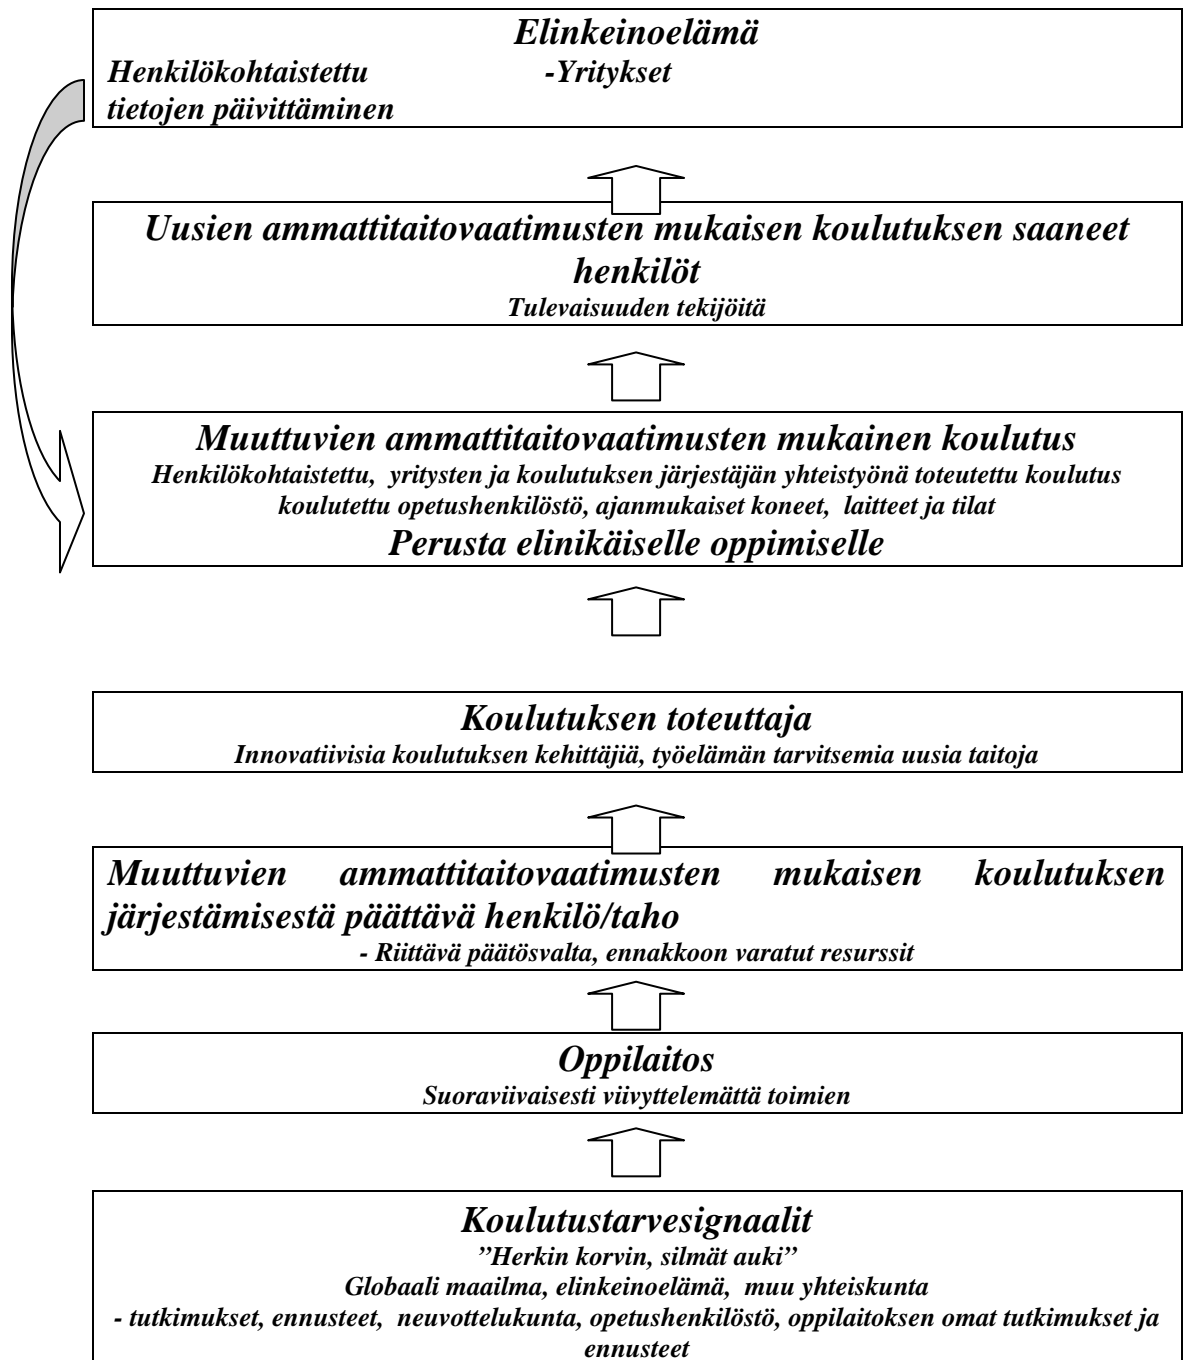 Elinkeinoelämä
Henkilökohtaistettu -Yritykset
tietojen päivittäminen
Uusien ammattitaitovaatimusten mukaisen koulutuksen saaneet
henkilöt
Tulevaisuuden tekijöitä
Muuttuvien ammattitaitovaatimusten mukainen koulutus
Henkilökohtaistettu, yritysten ja koulutuksen järjestäjän yhteistyönä toteutettu koulutus
koulutettu opetushenkilöstö, ajanmukaiset koneet, laitteet ja tilat
Perusta elinikäiselle oppimiselle
Koulutuksen toteuttaja
Innovatiivisia koulutuksen kehittäjiä, työelämän tarvitsemia uusia taitoja
Muuttuvien ammattitaitovaatimusten mukaisen koulutuksen
järjestämisestä päättävä henkilö/taho
- Riittävä päätösvalta, ennakkoon varatut resurssit
Oppilaitos
Suoraviivaisesti viivyttelemättä toimien
Koulutustarvesignaalit
”Herkin korvin, silmät auki”
Globaali maailma, elinkeinoelämä, muu yhteiskunta
- tutkimukset, ennusteet, neuvottelukunta, opetushenkilöstö, oppilaitoksen omat tutkimukset ja
ennusteet